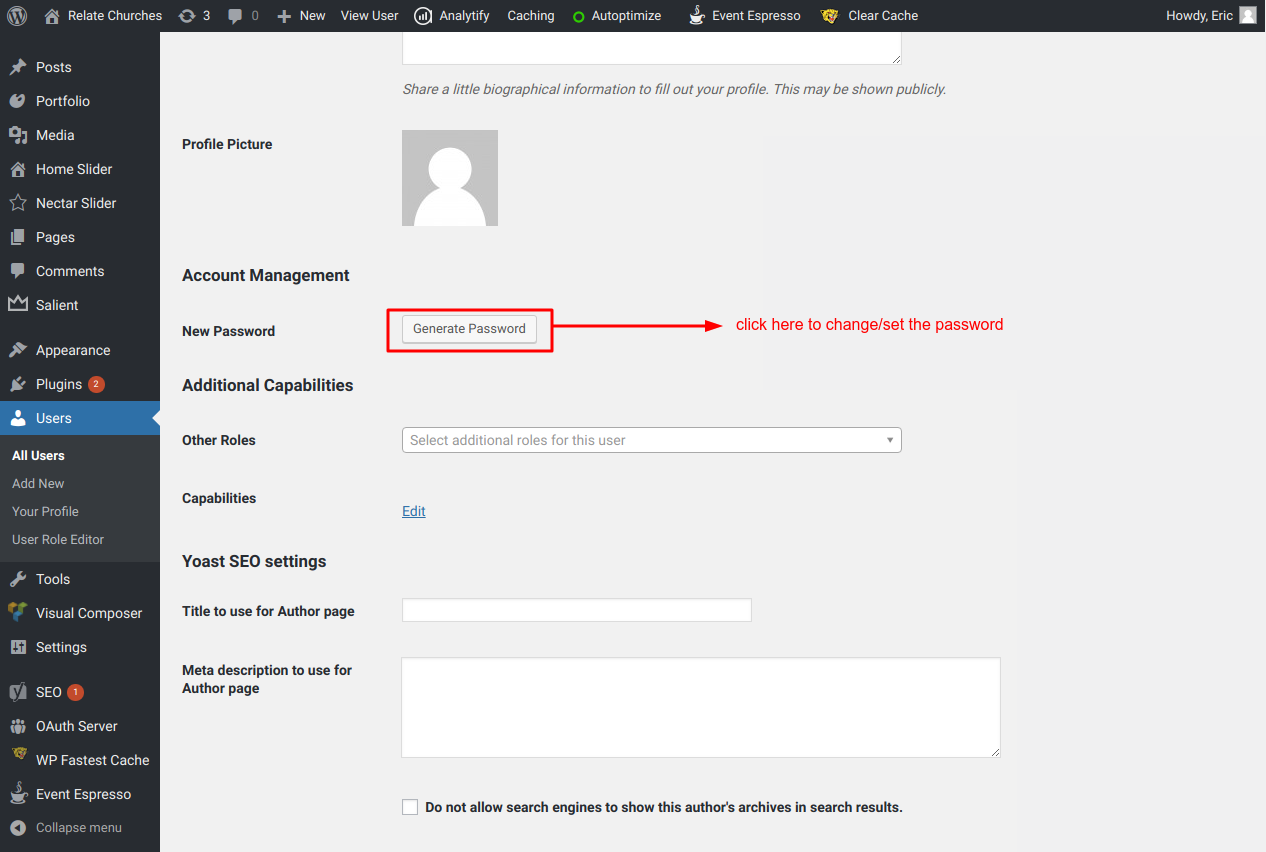 Relate Churches 3 0 New View User Analytify Caching Autoptimize Event Espresso Clear Cache Howdy, Eric
Posts
Portfolio
Media
Home Slider
Nectar Slider
Pages
Comments
Salient
Appearance
Plugins 2
Users
All Users
Add New
Your Profile
User Role Editor
Tools
Visual Composer
Settings
SEO 1
OAuth Server
WP Fastest Cache
Event Espresso
Collapse menu
Share a little biographical information to fill out your profile. This may be shown publicly.
Profile Picture
Account Management
New Password Generate Password click here to change/set the password
Additional Capabilities
Other Roles Select additional roles for this user
Capabilities
Edit
Yoast SEO settings
Title to use for Author page
Meta description to use for
Author page
Do not allow search engines to show this author's archives in search results.